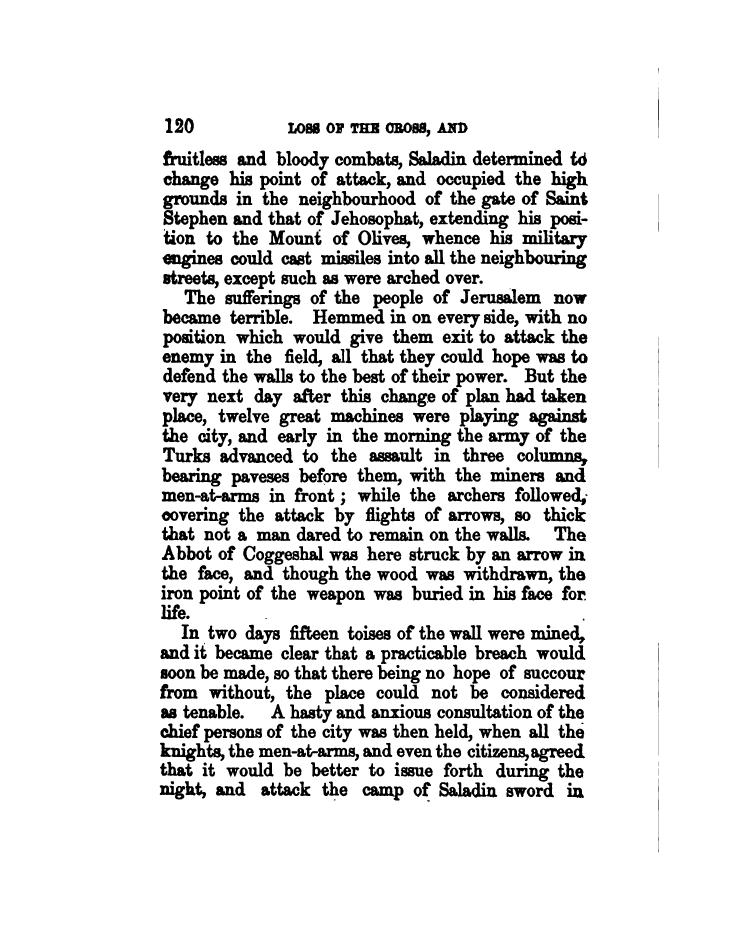 120 LOSS OF THE CROSS, AND
fruitless and bloody combats, Saladin determined to
change his point of attack, and occupied the high
grounds in the neighbourhood of the gate of Saint
Stephen and that of Jehosophat, extending his posi-
tion to the Mount of Olives, whence his military
engines could cast missiles into all the neighbouring
streets, except such as were arched over.
The sufferings of the people of Jerusalem now
became terrible. Hemmed in on every side, with no
position which would give them exit to attack the
enemy in the field, all that they could hope was to
defend the walls to the best of their power. But the
very next day after this change of plan had taken
place, twelve great machines were playing against
the city, and early in the morning the army of the
Turks advanced to the assault in three columns,
bearing paveses before them, with the miners and
men-at-arms in front ; while the archers followed,
covering the attack by flights of arrows, so thick
that not a man dared to remain on the walls. The
Abbot of Coggeshal was here struck by an arrow in
the face, and though the wood was withdrawn, the
iron point of the weapon was buried in his face for
life.
In two days fifteen toises of the wall were mined,
and it became clear that a practicable breach would
soon be made, so that there being no hope of succour
from without, the place could not be considered
as tenable. A hasty and anxious consultation of the
chief persons of the city was then held, when all the
knights, the men-at-arms, and even the citizens, agreed
that it would be better to issue forth during the
night, and attack the camp of Saladin sword in